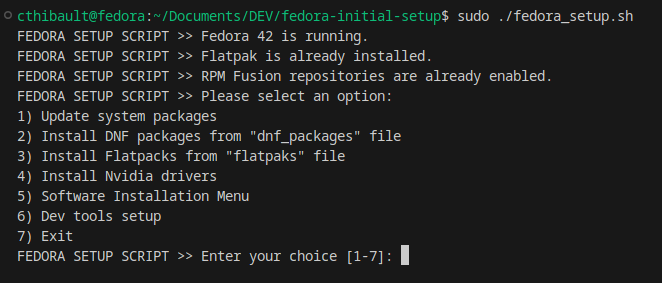 cthibault@fedora:~/Documents/DEV/fedora-initial-setup$ sudo ./fedora_setup.sh
FEDORA SETUP SCRIPT >> Fedora 42 is running.
FEDORA SETUP SCRIPT >> Flatpak is already installed.
FEDORA SETUP SCRIPT >> RPM Fusion repositories are already enabled.
FEDORA SETUP SCRIPT >> Please select an option:
1) Update system packages
2) Install DNF packages from "dnf_packages" file
3) Install Flatpacks from "flatpaks" file
4) Install Nvidia drivers
5) Software Installation Menu
6) Dev tools setup
7) Exit
FEDORA SETUP SCRIPT >> Enter your choice [1-7]: